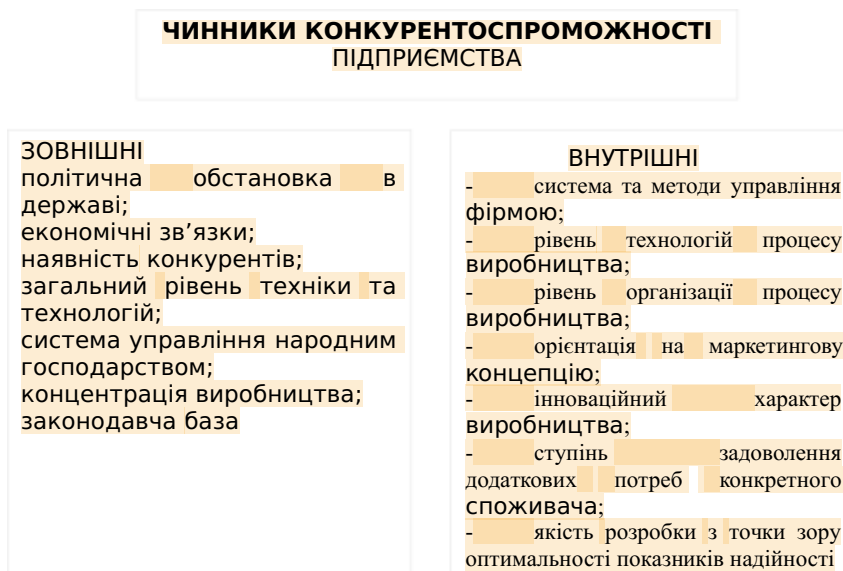 ЧИННИКИ КОНКУРЕНТОСПРОМОЖНОСТІ
ПІДПРИЄМСТВА
ЗОВНІШНІ
політична обстановка в
державі;
економічні зв’язки;
наявність конкурентів;
загальний рівень техніки та
технологій;
система управління народним
господарством;
концентрація виробництва;
законодавча база
ВНУТРІШНІ
- система та методи управління
фірмою;
- рівень технологій процесу
виробництва;
- рівень організації процесу
виробництва;
- орієнтація на маркетингову
концепцію;
- інноваційний характер
виробництва;
- ступінь задоволення
додаткових потреб конкретного
споживача;
- якість розробки з точки зору
оптимальності показників надійності